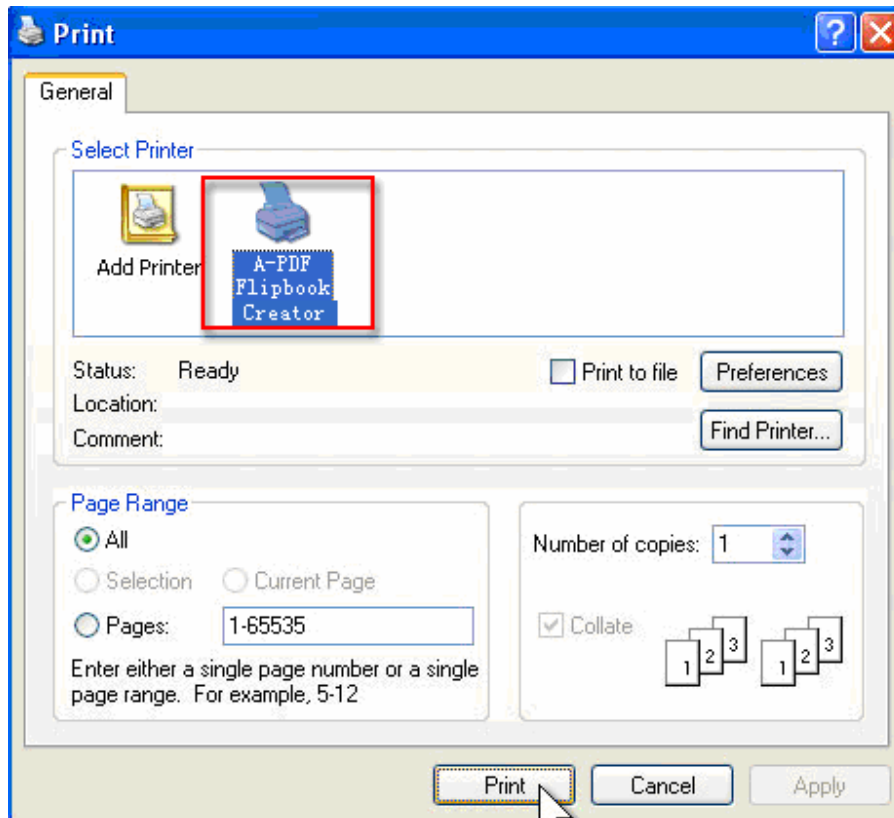 Print
General
Select Printer
Add Printer
A-PDF
Flipbook
Creator
Status: Ready
Print to file
Preferences
Location:
Comment:
Find Printer...
Page Range
All
Selection
Current Page
Pages:
1-65535
Enter either a single page number or a single
page range. For example, 5-12
Number of copies:
1
Collate
1 2 3
1 2 3
Print
Cancel
Apply